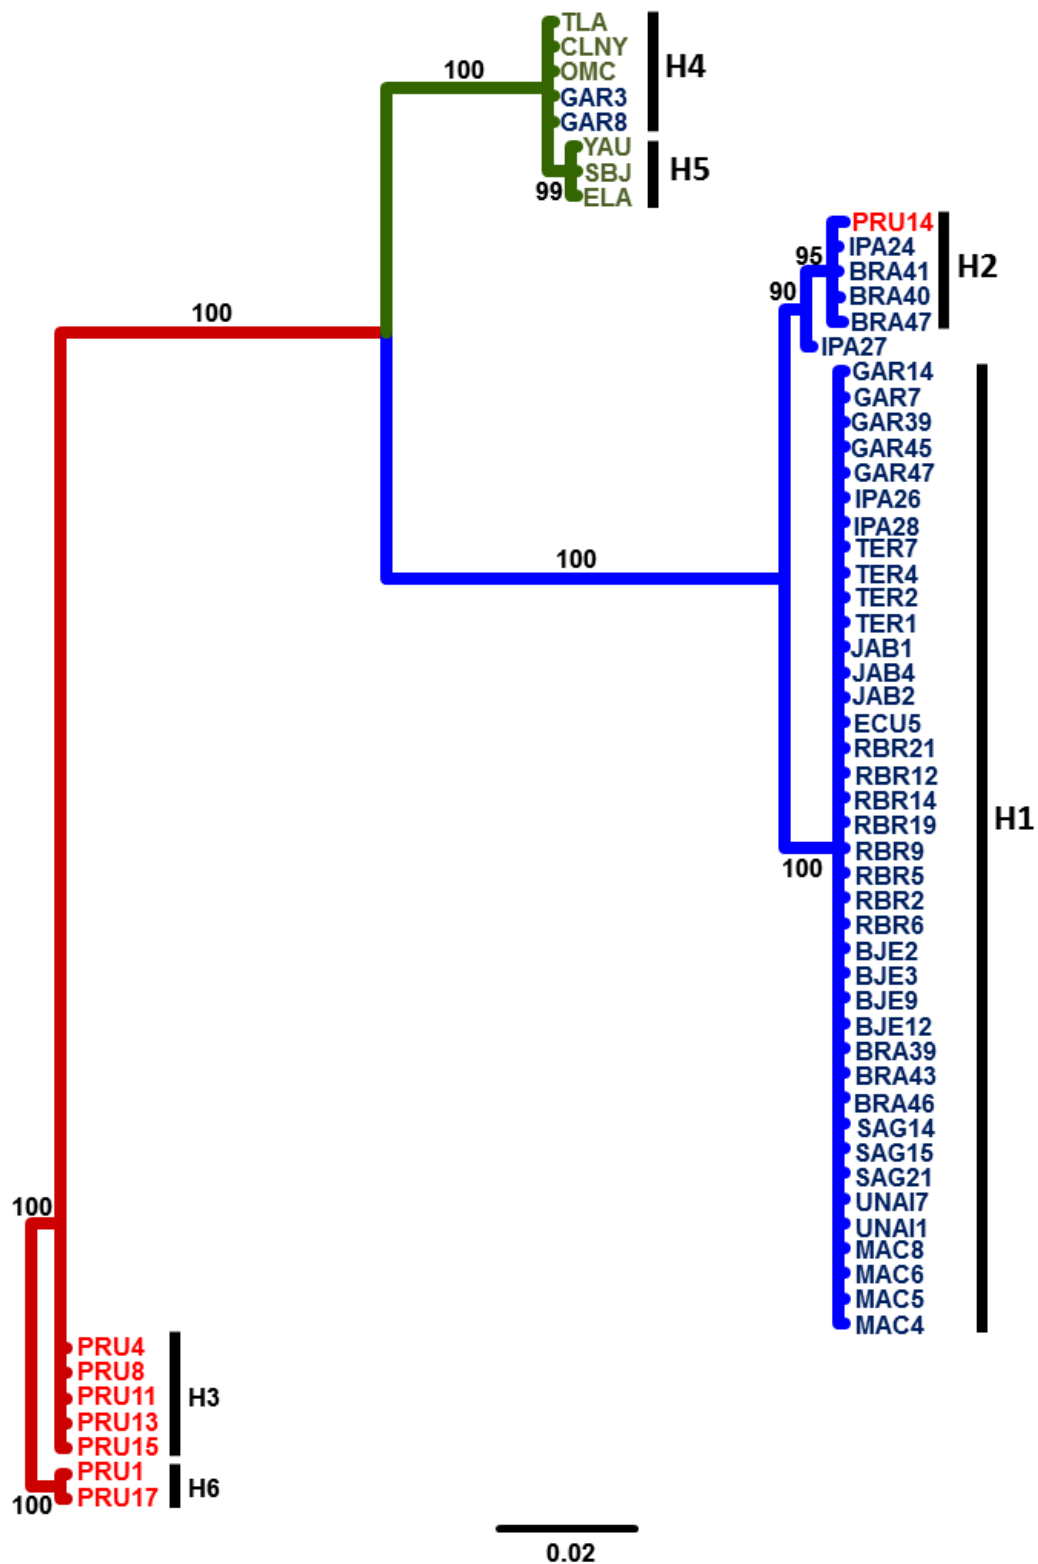 TLA
CLNY
OMC
GAR3
GAR8
H4
100
YAU
SBJ
ELA
H5
99
PRU14
IPA24
BRA41
BRA40
BRA47
H2
95
90
IPA27
100
GAR14
GAR7
GAR39
GAR45
GAR47
IPA26
IPA28
TER7
TER4
TER2
TER1
JAB1
JAB4
JAB2
ECU5
RBR21
RBR12
RBR14
RBR19
RBR9
RBR5
RBR2
RBR6
BJE2
BJE3
BJE9
BJE12
BRA39
BRA43
BRA46
SAG14
SAG15
SAG21
UNAI7
UNAI1
MAC8
MAC6
MAC5
MAC4
H1
100
100
100
PRU4
PRU8
PRU11
PRU13
PRU15
H3
PRU1
PRU17
H6
100
0.02